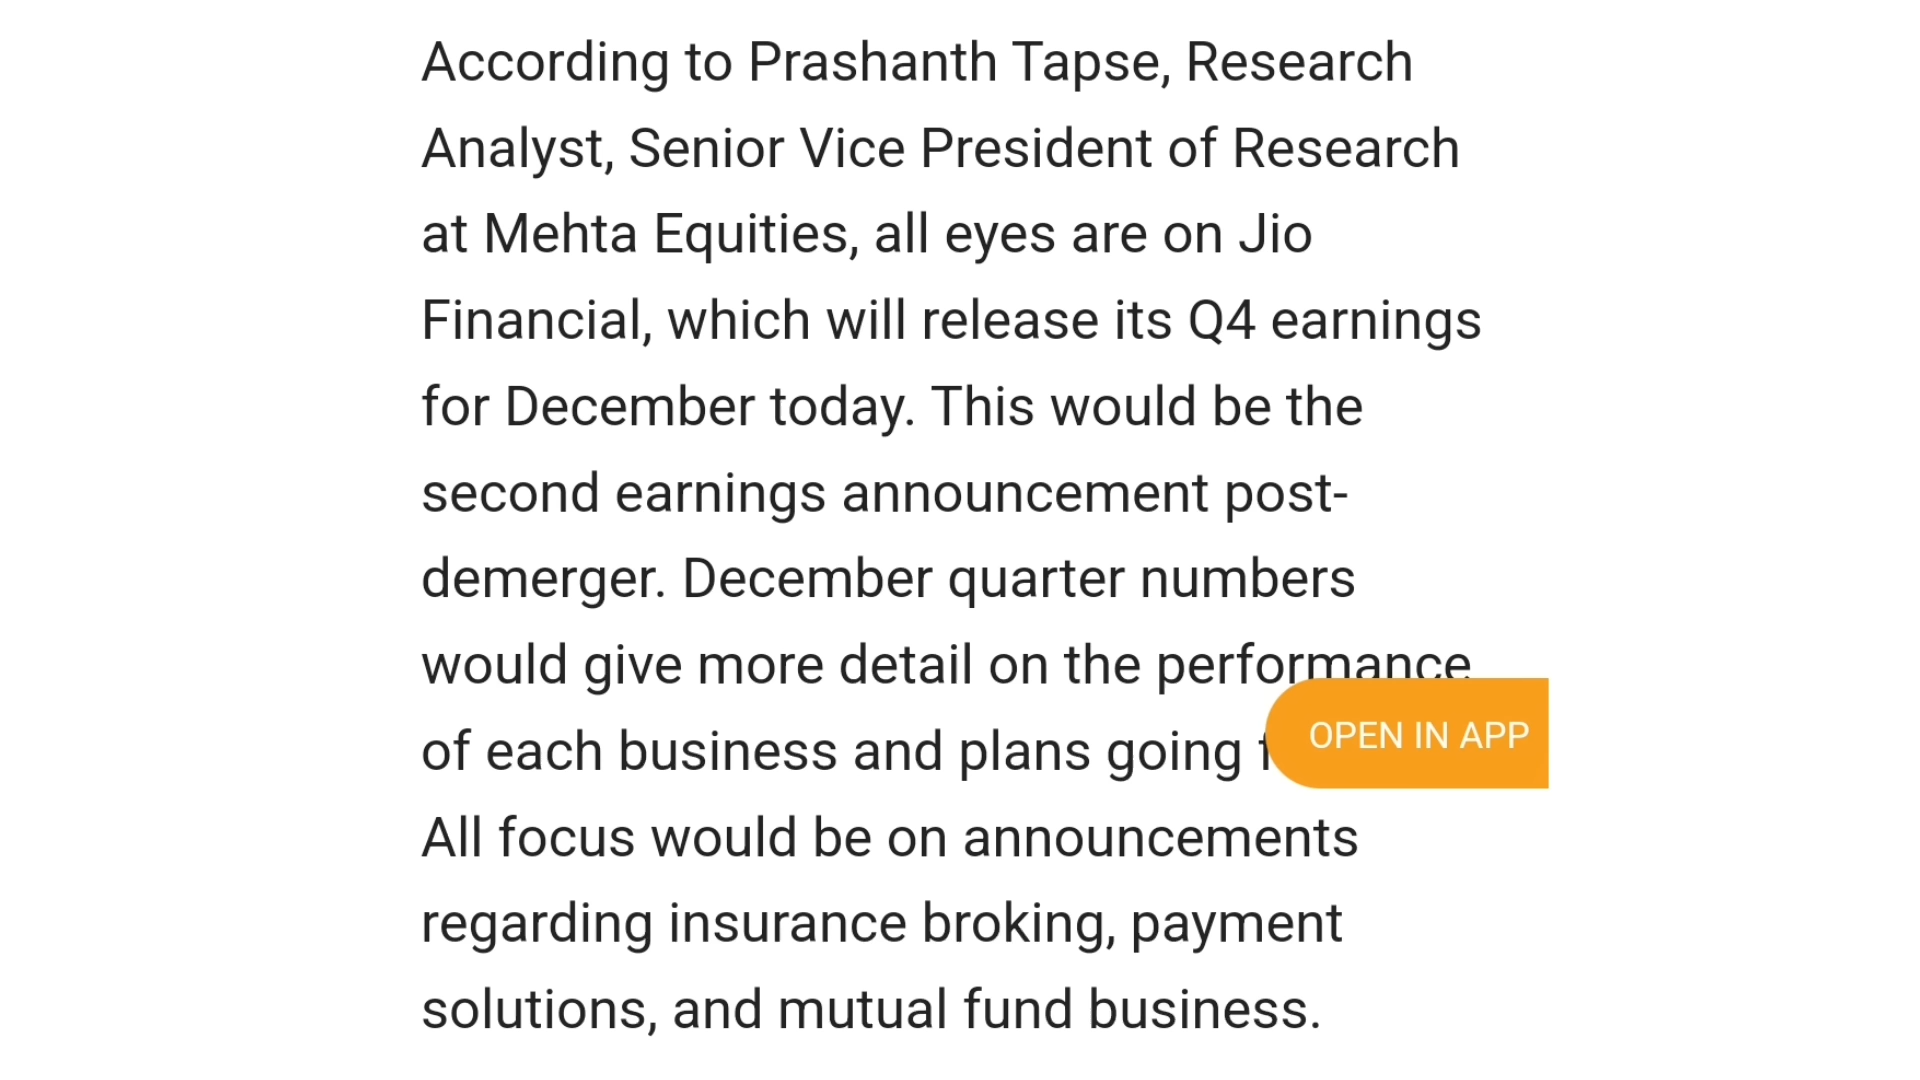 According to Prashanth Tapse, Research
Analyst, Senior Vice President of Research
at Mehta Equities, all eyes are on Jio
Financial, which will release its Q4 earnings
for December today. This would be the
second earnings announcement post-
demerger. December quarter numbers
would give more detail on the performance
of each business and plans going
OPEN IN APP
All focus would be on announcements
regarding insurance broking, payment
solutions, and mutual fund business.